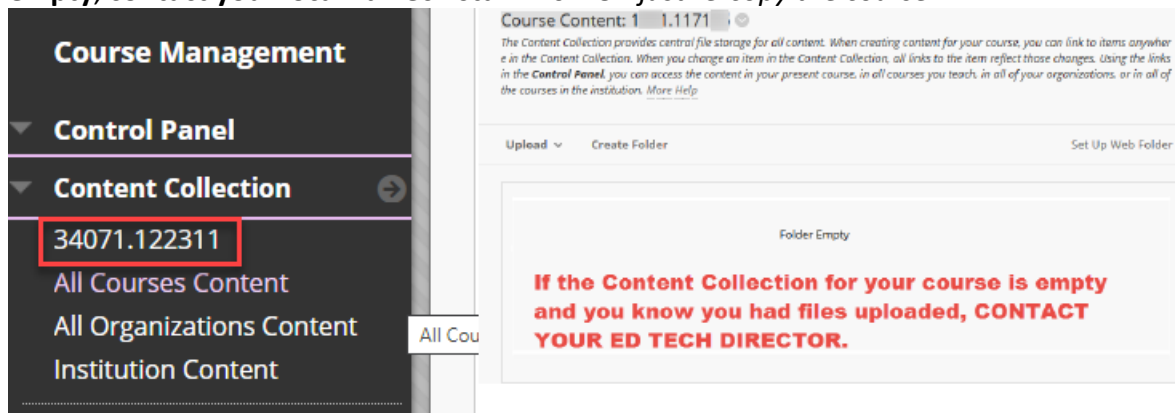 Course Management
Control Panel
Content Collection
34071.122311
All Courses Content
All Organizations Content
Institution Content
All Cou
Course Content: 1 1.1171
The Content Collection provides central file storage for all content. When creating content for your course, you can link to items anywher
e in the Content Collection. When you change an item in the Content Collection, all links to the item reflect those changes. Using the links
in the Control Panel, you can access the content in your present course, in all courses you teach, in all of your organizations, or in all of
the courses in the institution. More Help
Upload Create Folder Set Up Web Folder
Folder Empty
If the Content Collection for your course is empty
and you know you had files uploaded, CONTACT
YOUR ED TECH DIRECTOR.